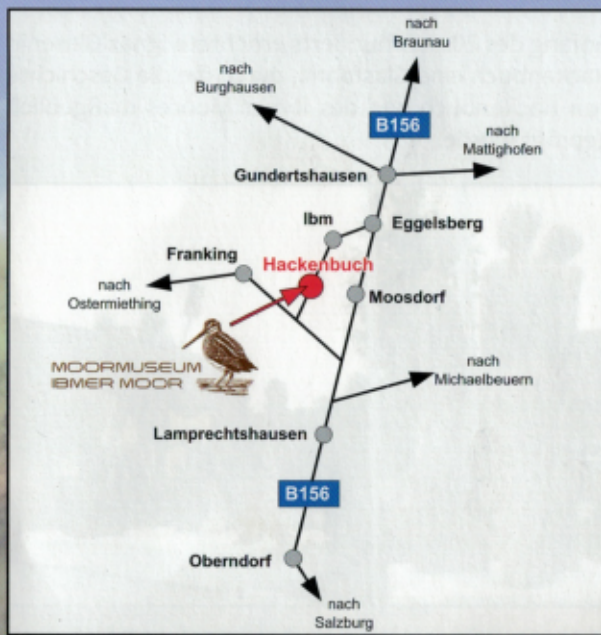 nach
Braunau
nach
Burghausen
B156
nach
Mattighofen
Gundertshausen
Ibm
Eggelsberg
Franking
Hackenbuch
nach
Ostermiething
Moosdorf
MOORMUSEUM
IBMER MOOR
nach
Michaelbeuern
Lamprechtshausen
B156
Oberndorf
nach
Salzburg